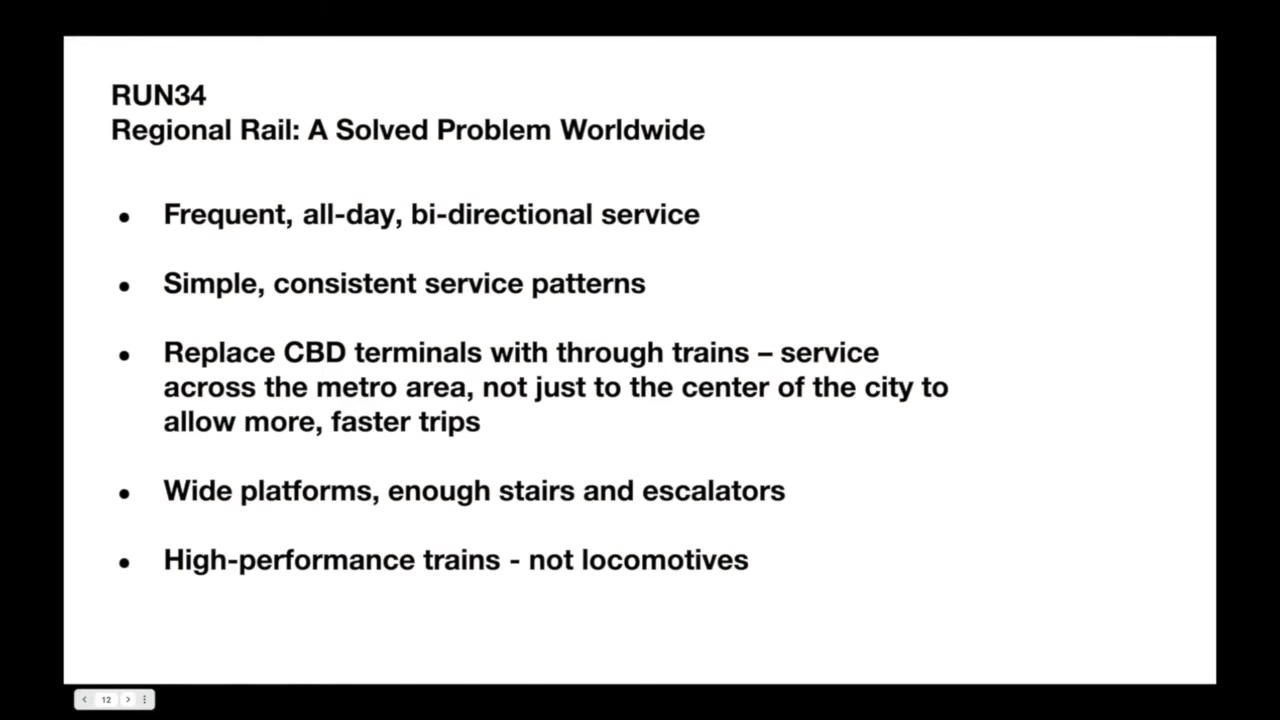 RUN34
Regional Rail: A Solved Problem Worldwide
● Frequent, all-day, bi-directional service
● Simple, consistent service patterns
● Replace CBD terminals with through trains – service
across the metro area, not just to the center of the city to
allow more, faster trips
● Wide platforms, enough stairs and escalators
● High-performance trains - not locomotives
12